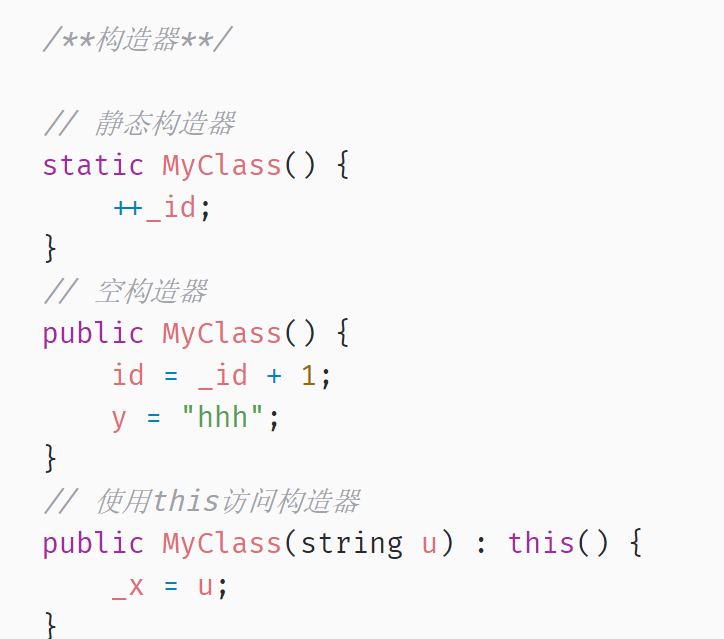 /**构造器**/
// 静态构造器
static MyClass() {
++_id;
}
// 空构造器
public MyClass() {
id = _id + 1;
y = "hhh";
}
// 使用this访问构造器
public MyClass(string u) : this() {
_x = u;
}